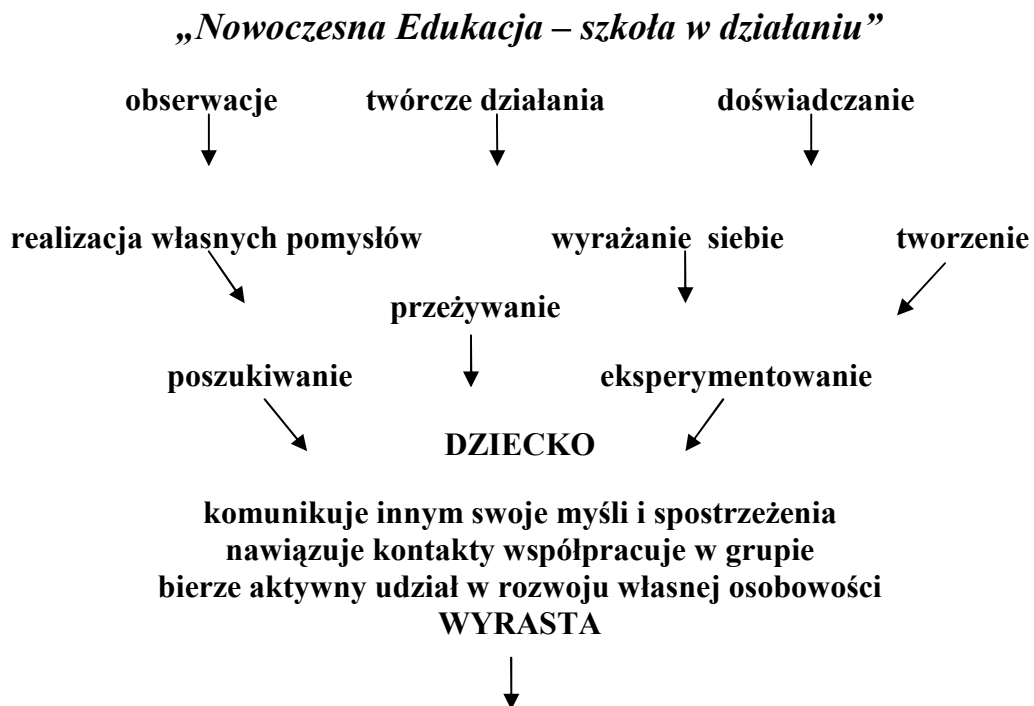 „Nowoczesna Edukacja – szkoła w działaniu”
obserwacje twórcze działania doświadczanie
realizacja własnych pomysłów wyrażanie siebie tworzenie
przeżywanie
poszukiwanie eksperymentowanie
DZIECKO
komunikuje innym swoje myśli i spostrzeżenia
nawiązuje kontakty współpracuje w grupie
bierze aktywny udział w rozwoju własnej osobowości
WYRASTA